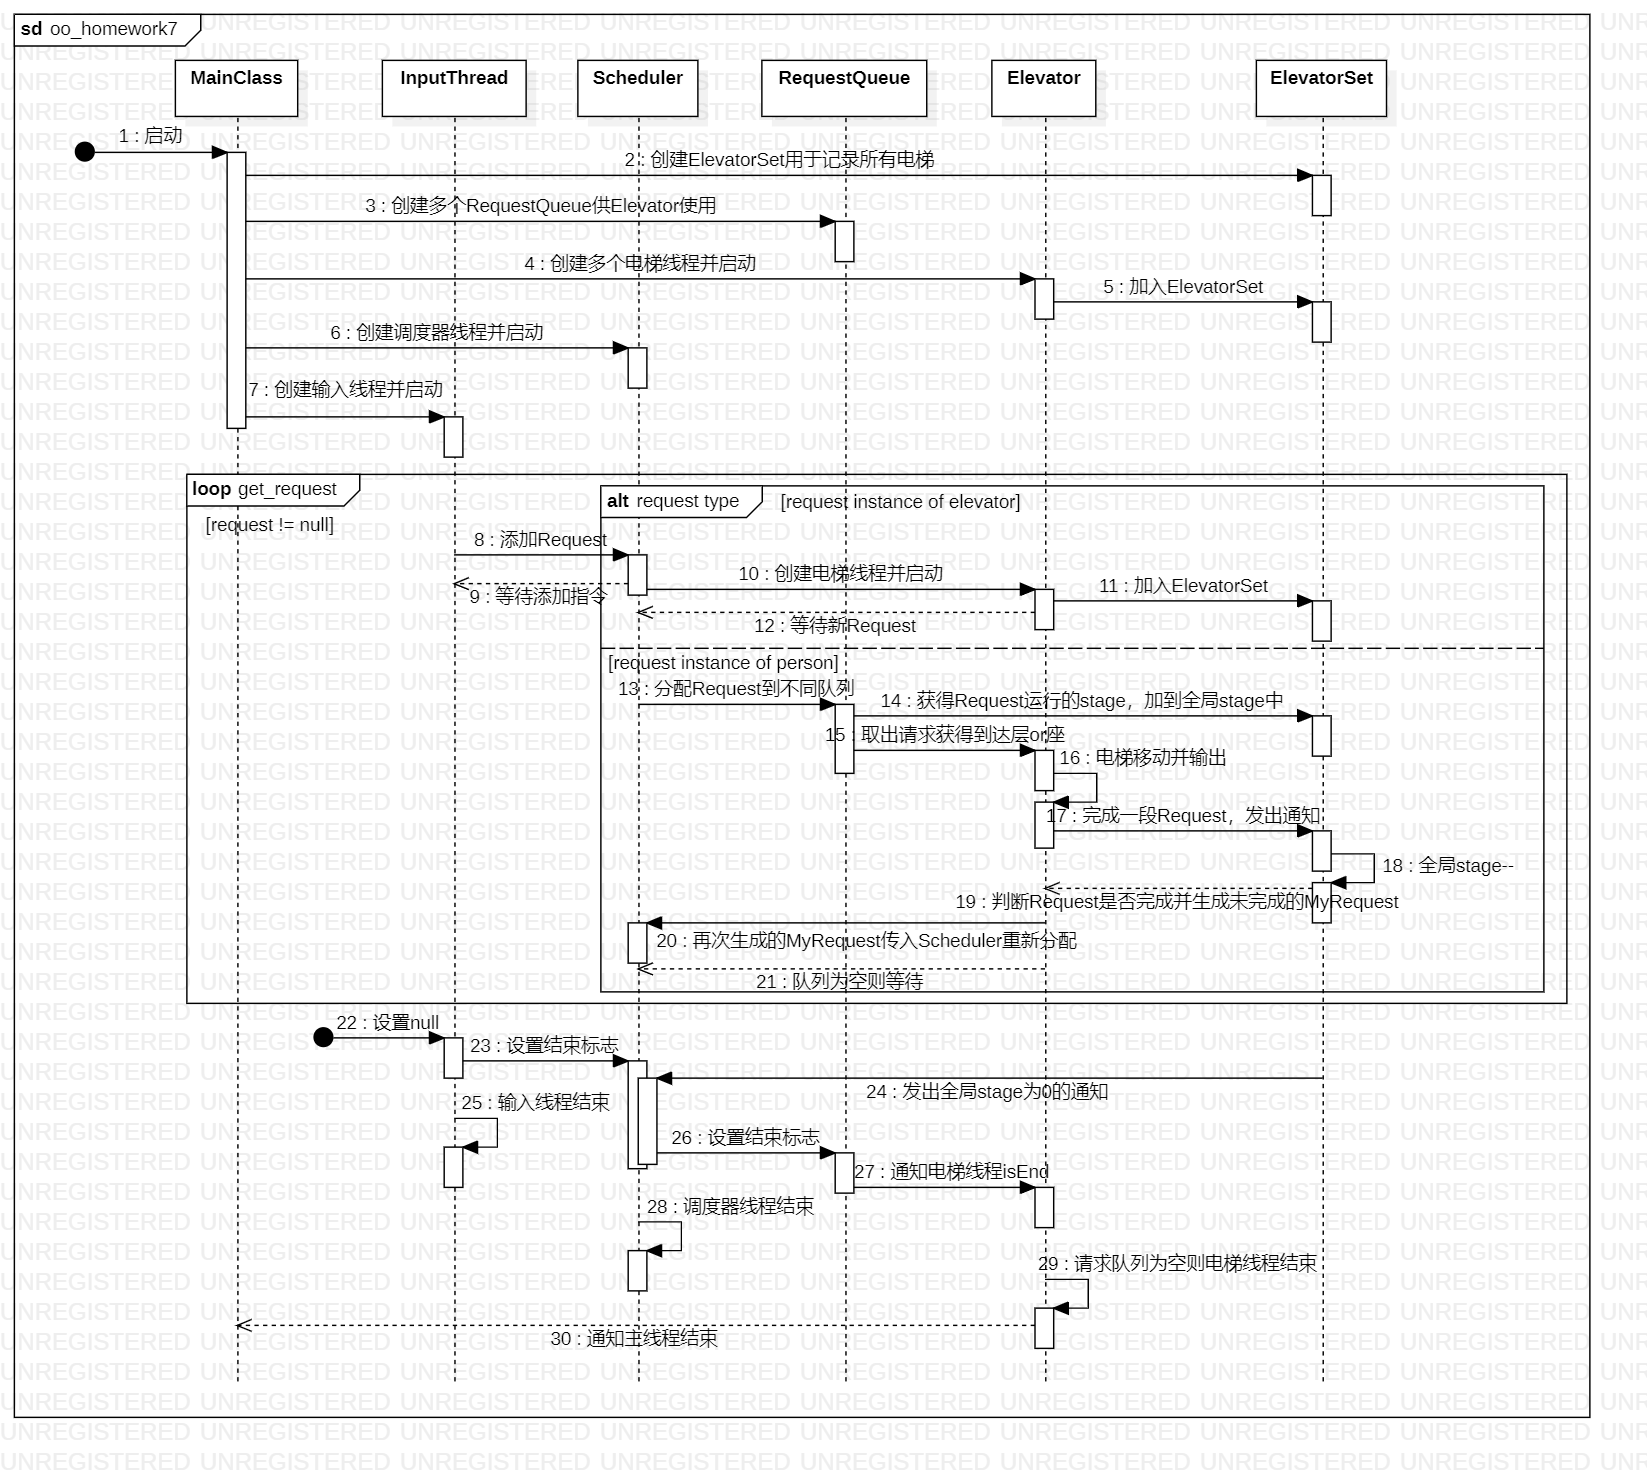 sd oo_homework7
MainClass
InputThread
Scheduler
RequestQueue
Elevator
ElevatorSet
1 : 启动
2 : 创建ElevatorSet用于记录所有电梯
3 : 创建多个RequestQueue供Elevator使用
4 : 创建多个电梯线程并启动
5 : 加入ElevatorSet
6 : 创建调度器线程并启动
7 : 创建输入线程并启动
loop get_request
[request != null]
alt request type
[request instance of elevator]
8 : 添加Request
9 : 等待添加指令
10 : 创建电梯线程并启动
11 : 加入ElevatorSet
12 : 等待新Request
[request instance of person]
13 : 分配Request到不同队列
14 : 获得Request运行的stage，加到全局stage中
15 : 取出请求获得到达层or座
16 : 电梯移动并输出
17 : 完成一段Request，发出通知
18 : 全局stage--
19 : 判断Request是否完成并生成未完成的MyRequest
20 : 再次生成的MyRequest传入Scheduler重新分配
21 : 队列为空则等待
22 : 设置null
23 : 设置结束标志
24 : 发出全局stage为0的通知
25 : 输入线程结束
26 : 设置结束标志
27 : 通知电梯线程isEnd
28 : 调度器线程结束
29 : 请求队列为空则电梯线程结束
30 : 通知主线程结束
UNREGISTERED